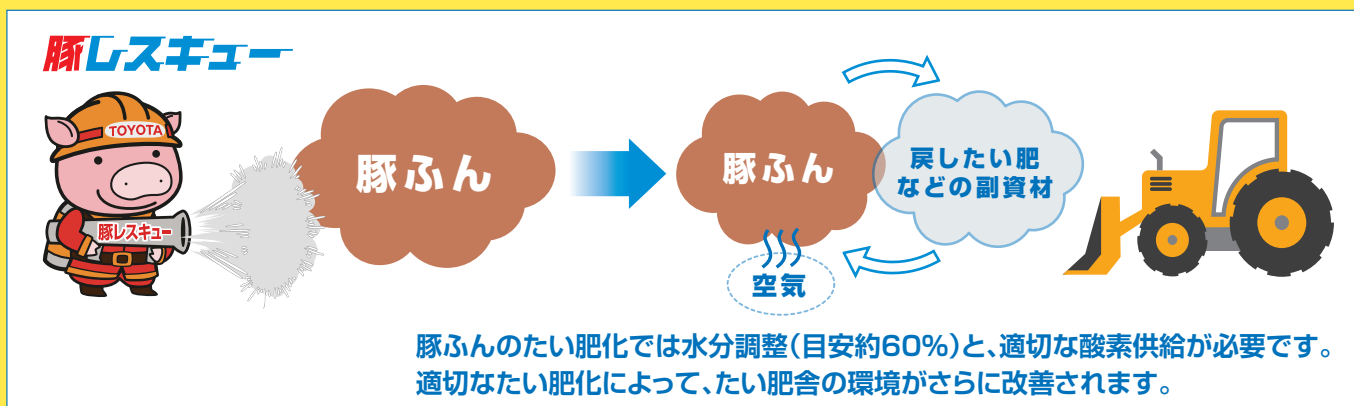 豚レスキュー
TOYOTA
豚レスキュー
豚ふん
豚ふん
戻したい肥
などの副資材
空気
豚ふんのたい肥化では水分調整(目安約60%)と、適切な酸素供給が必要です。
適切なたい肥化によって、たい肥舎の環境がさらに改善されます。